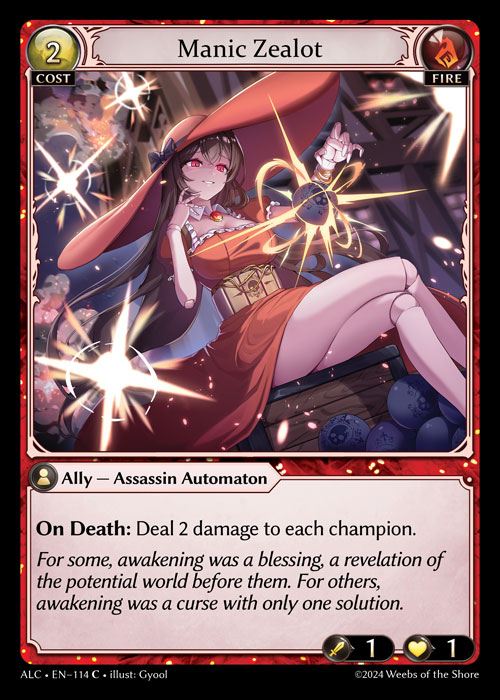 2
Manic Zealot
COST
FIRE
Ally — Assassin Automaton
On Death: Deal 2 damage to each champion.
For some, awakening was a blessing, a revelation of
the potential world before them. For others,
awakening was a curse with only one solution.
1
1
ALC • EN–114 C • illust: Gyool
©2024 Weebs of the Shore